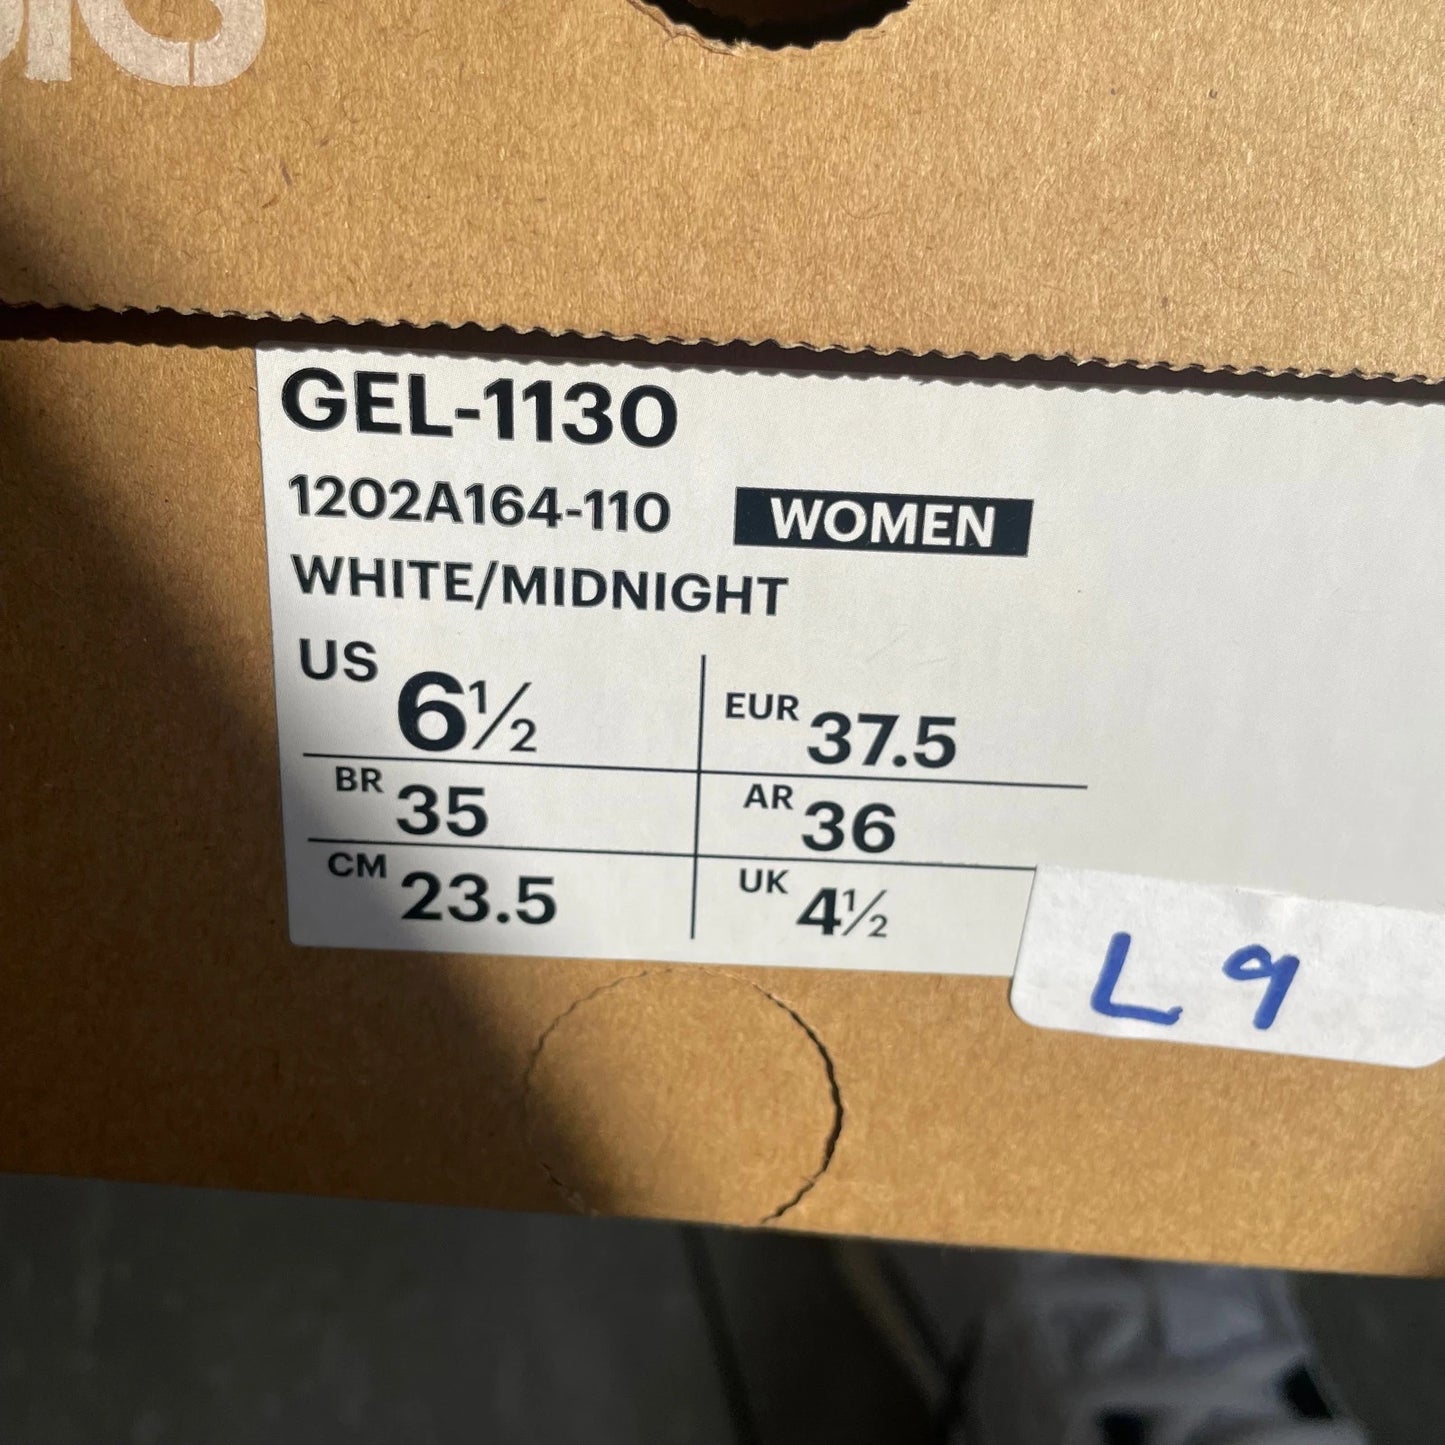 GEL-1130
1202A164-110 WOMEN
WHITE/MIDNIGHT
US 6½ EUR 37.5
BR 35 AR 36
CM 23.5 UK 4½
L 9